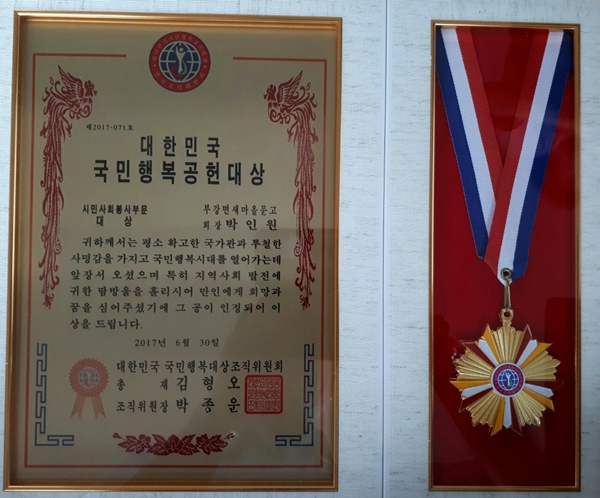 제2017-071호
대한민국
국민행복공헌대상
시민사회봉사부문
대 상
부강면새마을문고
회장 박인원
귀하께서는 평소 확고한 국가관과 투철한
사명감을 가지고 국민행복시대를 열어가는데
앞장서 오셨으며 특히 지역사회 발전에
귀한 땀방울을 흘리시어 만인에게 희망과
꿈을 심어주셨기에 그 공이 인정되어 이
상을 드립니다.
2017년 6월 30일
대한민국 국민행복대상조직위원회
총 재 김형오
조직위원장 박종운